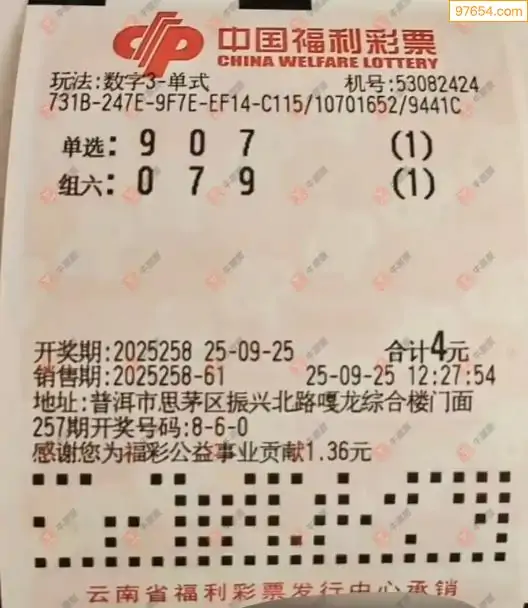 97654.com
中国福利彩票
CHINA WELFARE LOTTERY
玩法:数字3-单式 机号:53082424
731B-247E-9F7E-EF14-C115/10701652/9441C
单选: 9 0 7 (1)
组六: 0 7 9 (1)
开奖期:2025258 25-09-25 合计4元
销售期:2025258-61 25-09-25 12:27:54
地址:普洱市思茅区振兴北路嘎龙综合楼门面
257期开奖号码:8-6-0
感谢您为福彩公益事业贡献1.36元
云南省福利彩票发行中心承销